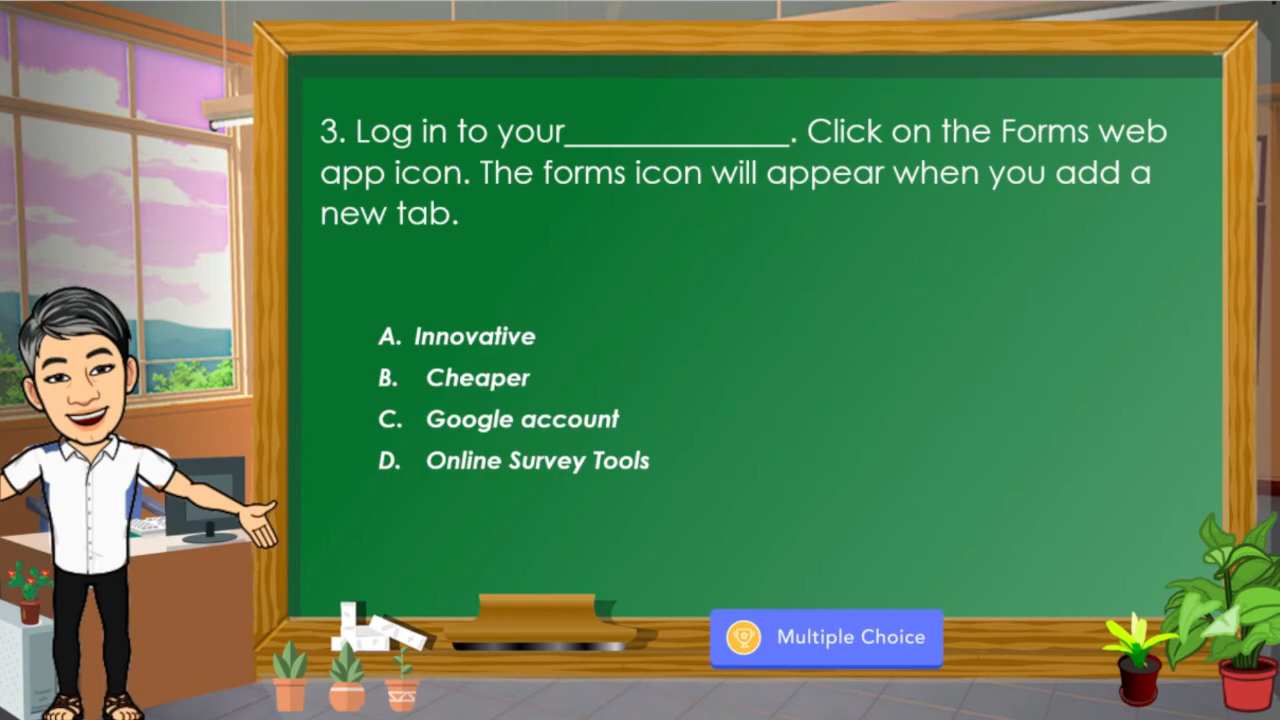 3. Log in to your_____________. Click on the Forms web
app icon. The forms icon will appear when you add a
new tab.
A. Innovative
B. Cheaper
C. Google account
D. Online Survey Tools
Multiple Choice